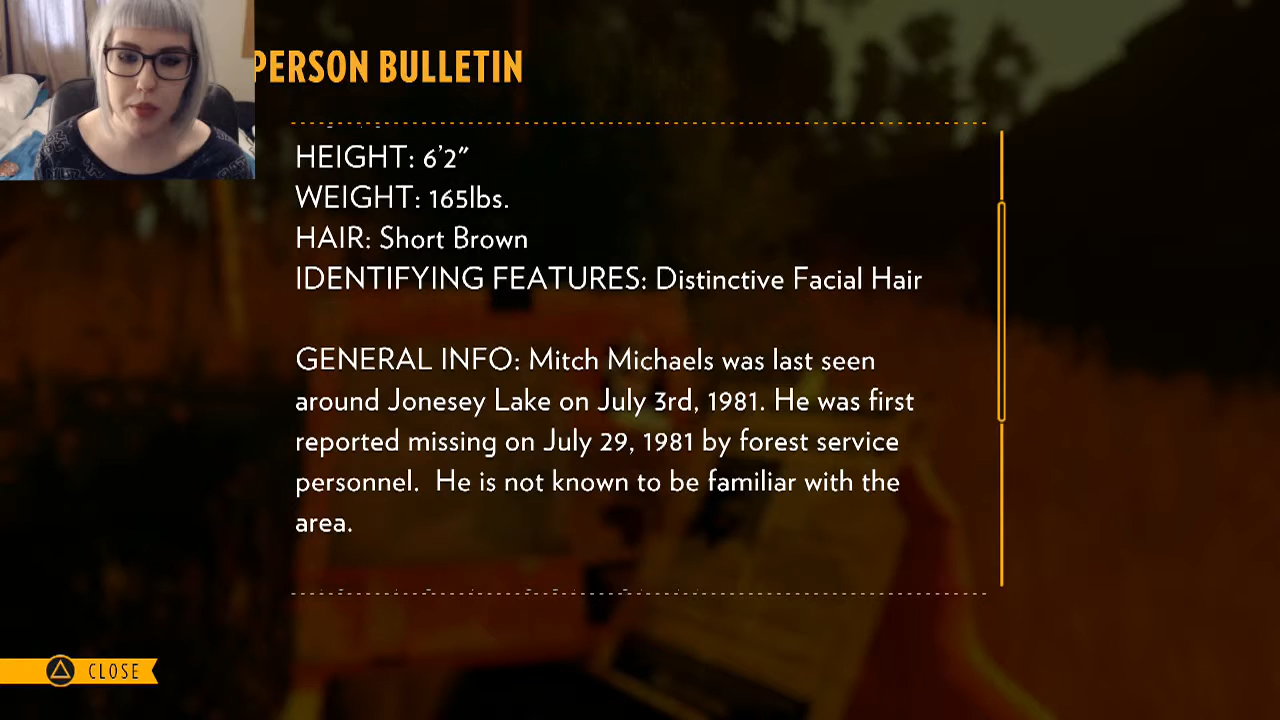 PERSON BULLETIN
HEIGHT: 6'2"
WEIGHT: 165lbs.
HAIR: Short Brown
IDENTIFYING FEATURES: Distinctive Facial Hair
GENERAL INFO: Mitch Michaels was last seen
around Jonesey Lake on July 3rd, 1981. He was first
reported missing on July 29, 1981 by forest service
personnel.  He is not known to be familiar with the
area.
CLOSE